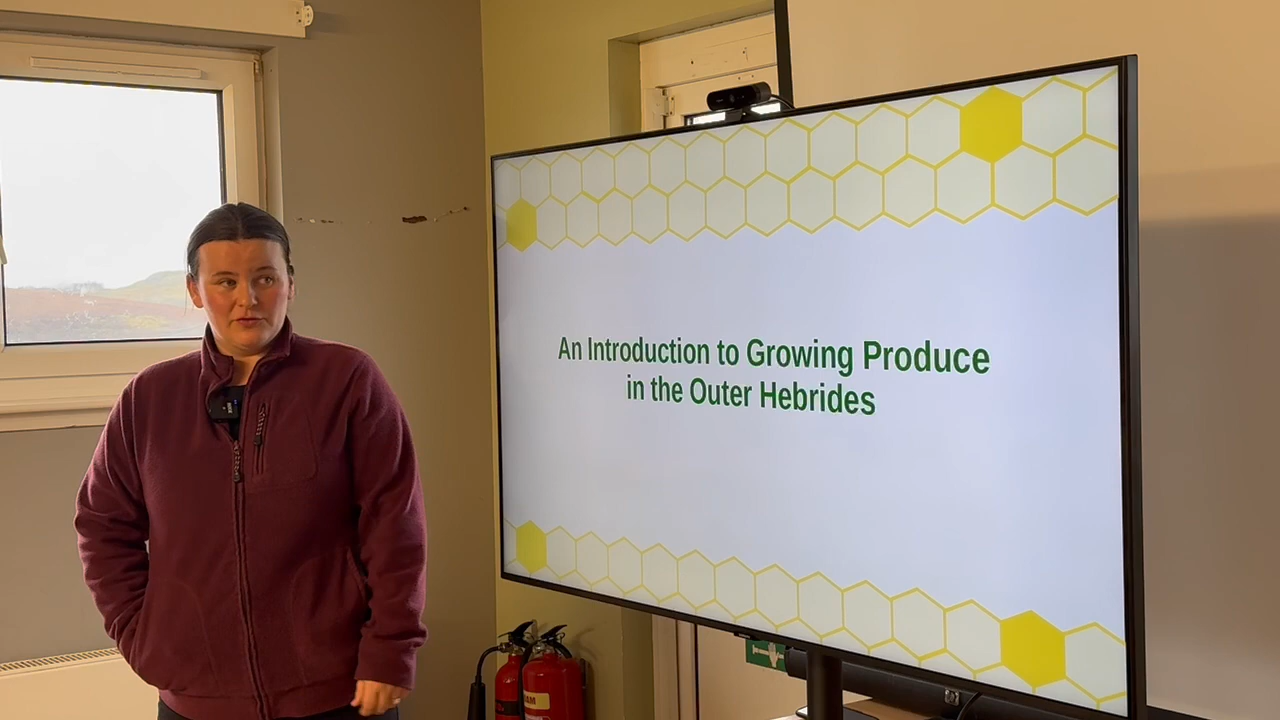 An Introduction to Growing Produce
in the Outer Hebrides